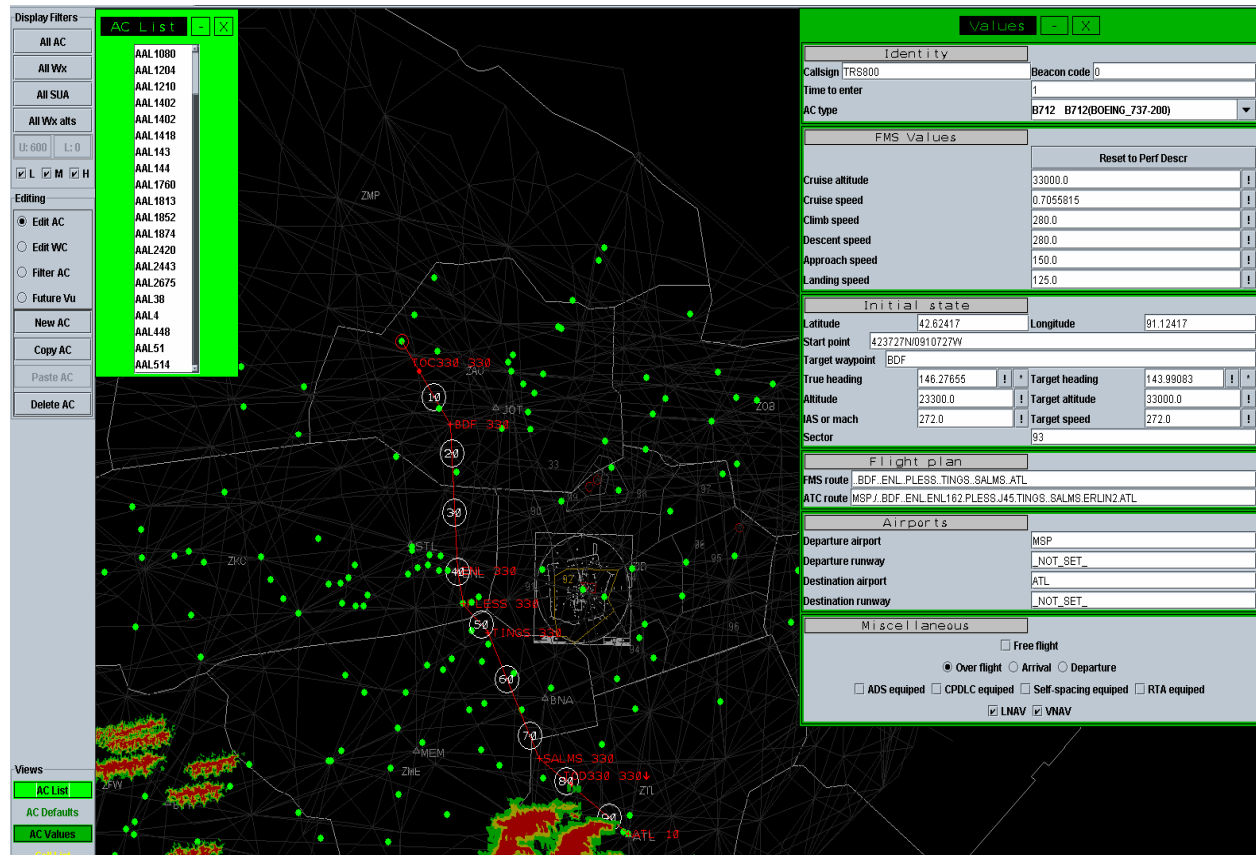 Display Filters
All AC
All Wx
All SUA
All Wx alts
U: 600 L: 0
L M H
Editing
Edit AC
Edit WC
Filter AC
Future Vu
New AC
Copy AC
Paste AC
Delete AC
Views
AC List
AC Defaults
AC Values
AC List - X
AAL1080
AAL1204
AAL1210
AAL1402
AAL1402
AAL1418
AAL143
AAL144
AAL1760
AAL1813
AAL1852
AAL1874
AAL2420
AAL2443
AAL2675
AAL38
AAL4
AAL448
AAL51
AAL514
ZMP
TOC330 330
ZAU
10
JOT
ZOB
BDF 330
20
33
98
97
30
90
STL
99
95
ZKC
40
ENL 330
91
92
PLESS 330
50
TINGS 330
96
94
60
BNA
70
MEM
SALMS 330
ZME
TOD330 330↓
80
ZTL
ZFW
90
ATL 10
Values - X
Identity
Callsign TRS800 Beacon code 0
Time to enter 1
AC type B712 B712(BOEING_737-200)
FMS Values
Reset to Perf Descr
Cruise altitude 33000.0 !
Cruise speed 0.7055815 !
Climb speed 280.0 !
Descent speed 280.0 !
Approach speed 150.0 !
Landing speed 125.0 !
Initial state
Latitude 42.62417 Longitude 91.12417
Start point 423727N/0910727W
Target waypoint BDF
True heading 146.27655 ! * Target heading 143.99083 ! *
Altitude 23300.0 ! Target altitude 33000.0 !
IAS or mach 272.0 ! Target speed 272.0 !
Sector 93
Flight plan
FMS route ..BDF..ENL..PLESS..TINGS..SALMS..ATL
ATC route MSP./..BDF..ENL.ENL162.PLESS.J45.TINGS..SALMS.ERLIN2.ATL
Airports
Departure airport MSP
Departure runway _NOT_SET_
Destination airport ATL
Destination runway _NOT_SET_
Miscellaneous
Free flight
Over flight Arrival Departure
ADS equiped CPDLC equiped Self-spacing equiped RTA equiped
LNAV VNAV